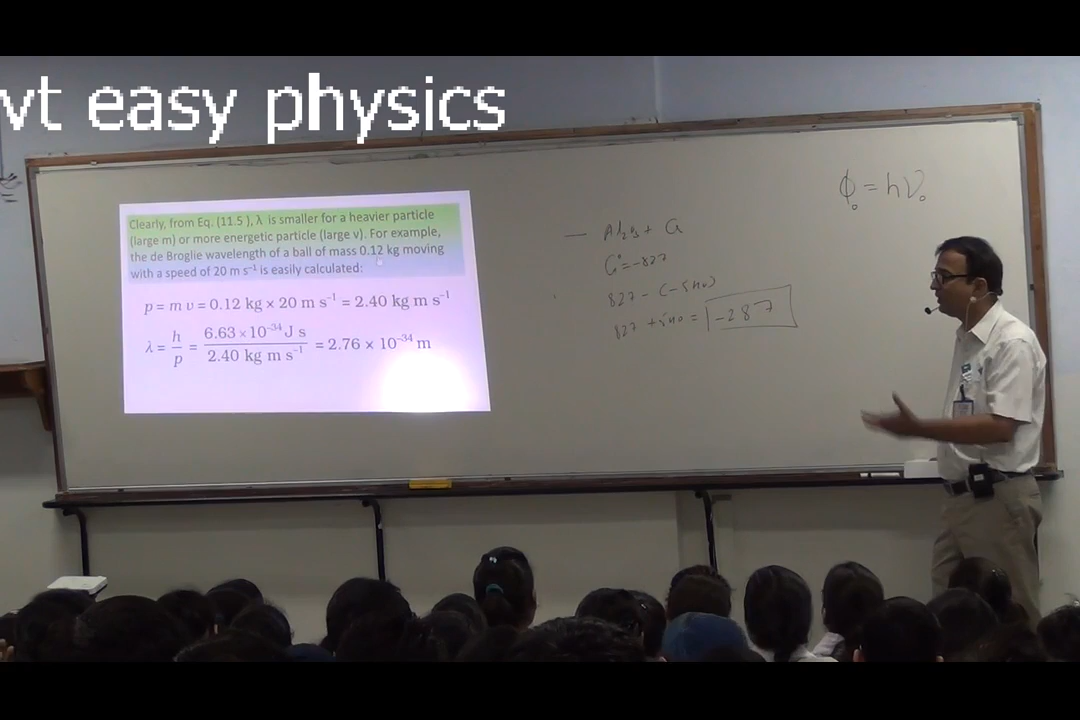 vt easy physics
Clearly, from Eq. (11.5 ), λ is smaller for a heavier particle
(large m) or more energetic particle (large v). For example,
the de Broglie wavelength of a ball of mass 0.12 kg moving
with a speed of 20 m s⁻¹ is easily calculated:
p = m υ = 0.12 kg × 20 m s⁻¹ = 2.40 kg m s⁻¹
λ = h/p = 6.63 × 10⁻³⁴ J s / 2.40 kg m s⁻¹ = 2.76 × 10⁻³⁴ m
G° = -827
827 - (-540)
827 + 540 = -287
ϕ₀ = hν₀